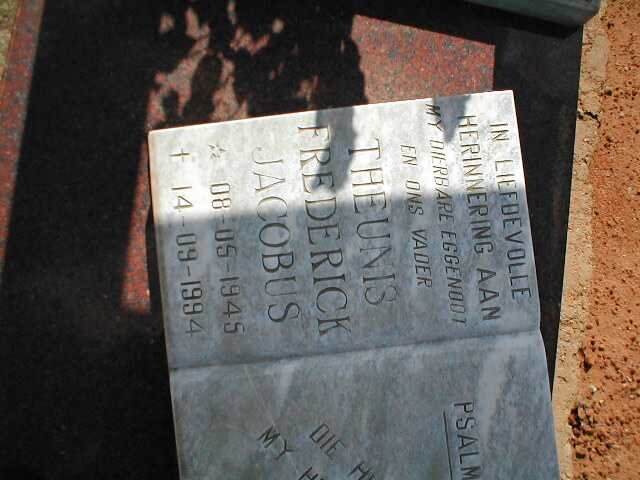 IN LIEFDEVOLLE
HERINNERING AAN
MY DIERBARE EGGENOOT
EN ONS VADER
THEUNIS
FREDERICK
JACOBUS
☆ 08-05-1945
† 14-09-1994
PSALM
DIE
MY